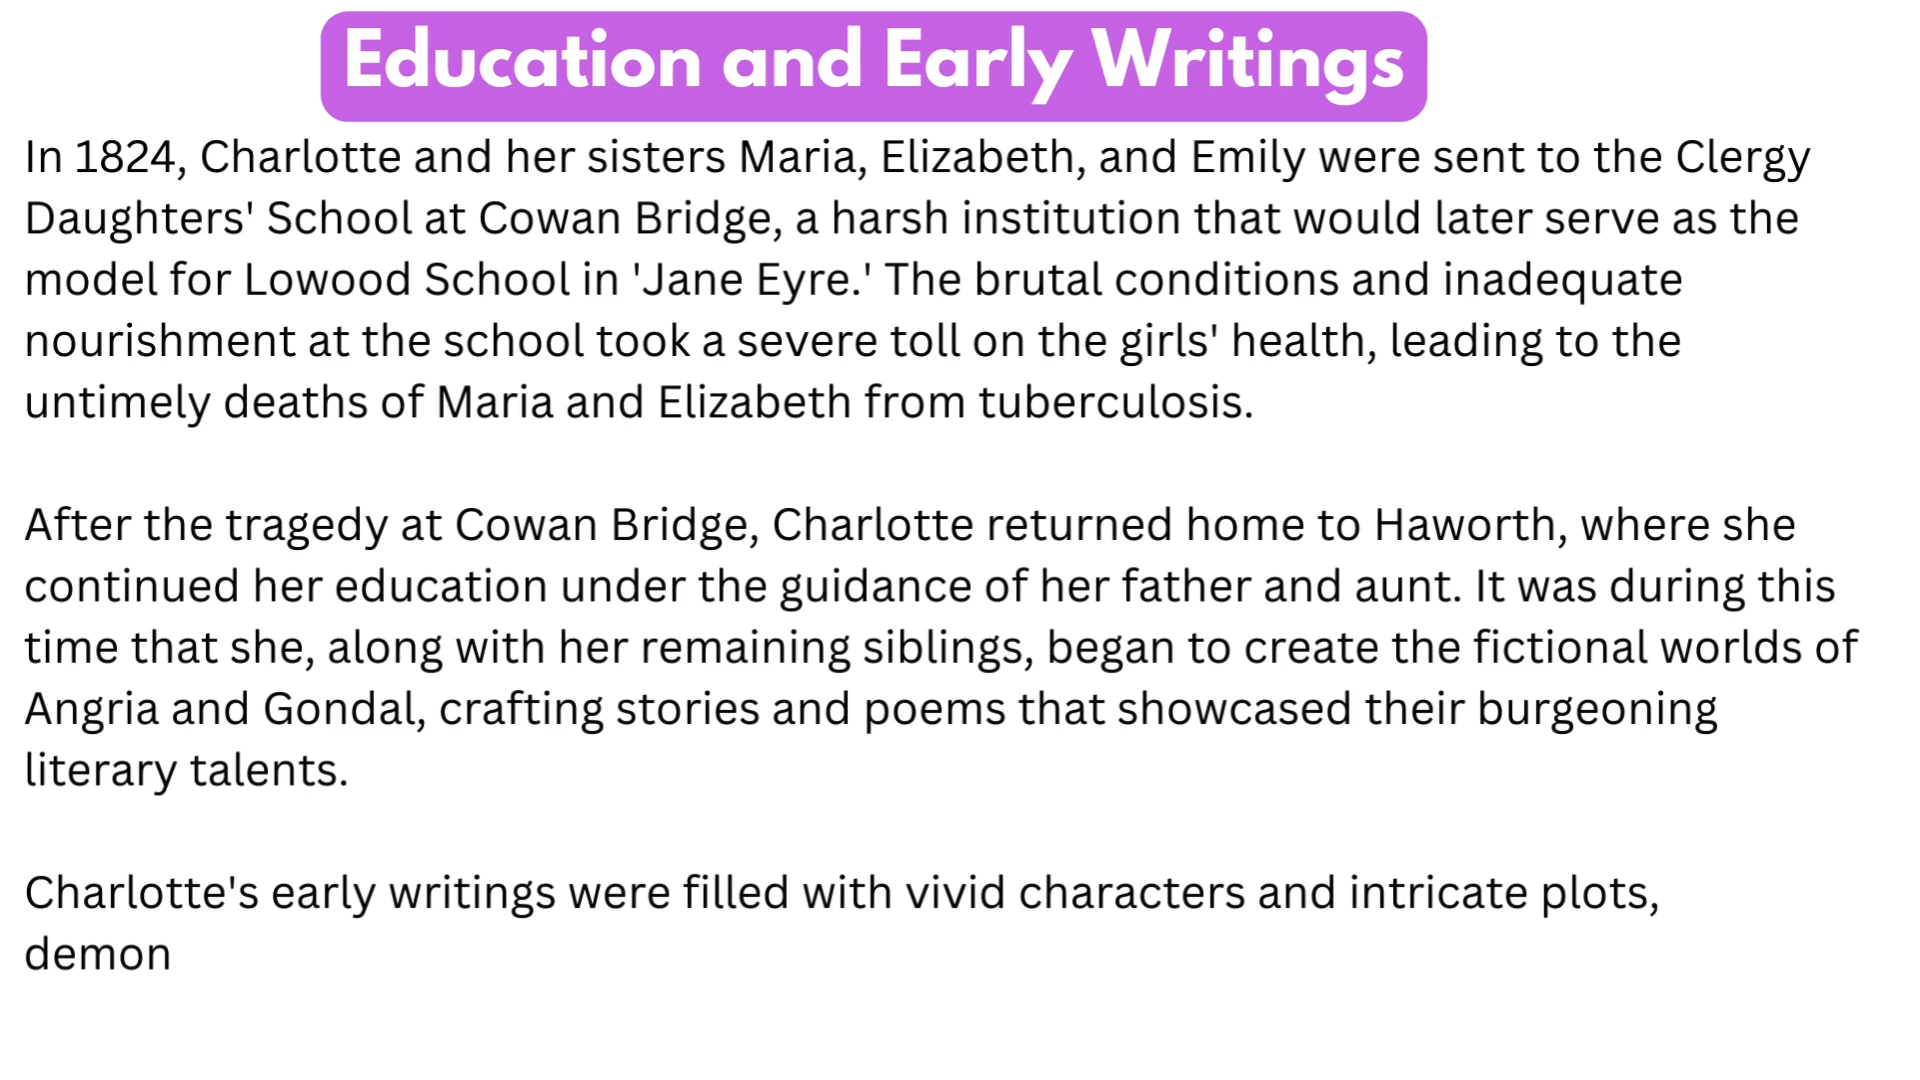 Education and Early Writings
In 1824, Charlotte and her sisters Maria, Elizabeth, and Emily were sent to the Clergy
Daughters' School at Cowan Bridge, a harsh institution that would later serve as the
model for Lowood School in 'Jane Eyre.' The brutal conditions and inadequate
nourishment at the school took a severe toll on the girls' health, leading to the
untimely deaths of Maria and Elizabeth from tuberculosis.
After the tragedy at Cowan Bridge, Charlotte returned home to Haworth, where she
continued her education under the guidance of her father and aunt. It was during this
time that she, along with her remaining siblings, began to create the fictional worlds of
Angria and Gondal, crafting stories and poems that showcased their burgeoning
literary talents.
Charlotte's early writings were filled with vivid characters and intricate plots,
demon